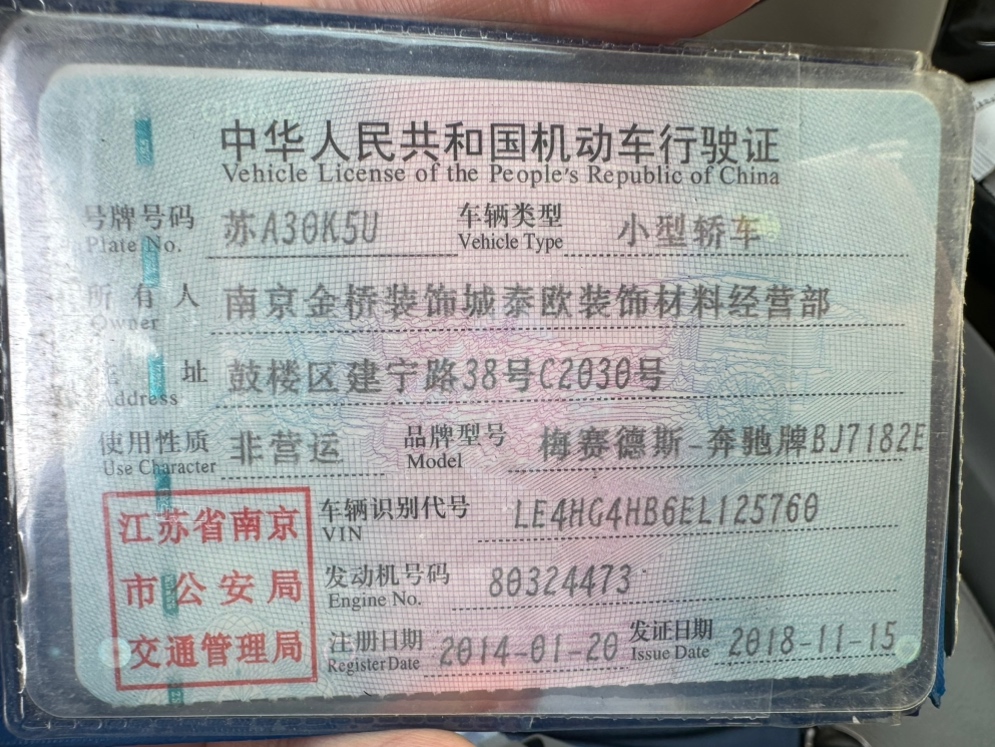 中华人民共和国机动车行驶证
Vehicle License of the People's Republic of China
号牌号码 苏A30K5U 车辆类型 小型轿车
Plate No. Vehicle Type
所有人 南京金桥装饰城泰欧装饰材料经营部
Owner
住址 鼓楼区建宁路38号C2030号
Address
使用性质 非营运 品牌型号 梅赛德斯-奔驰牌BJ7182E
Use Character Model
江苏省南京 车辆识别代号 LE4HG4HB6EL125760
VIN
市公安局 发动机号码 80324473
Engine No.
交通管理局 注册日期 2014-01-20 发证日期 2018-11-15
Register Date Issue Date